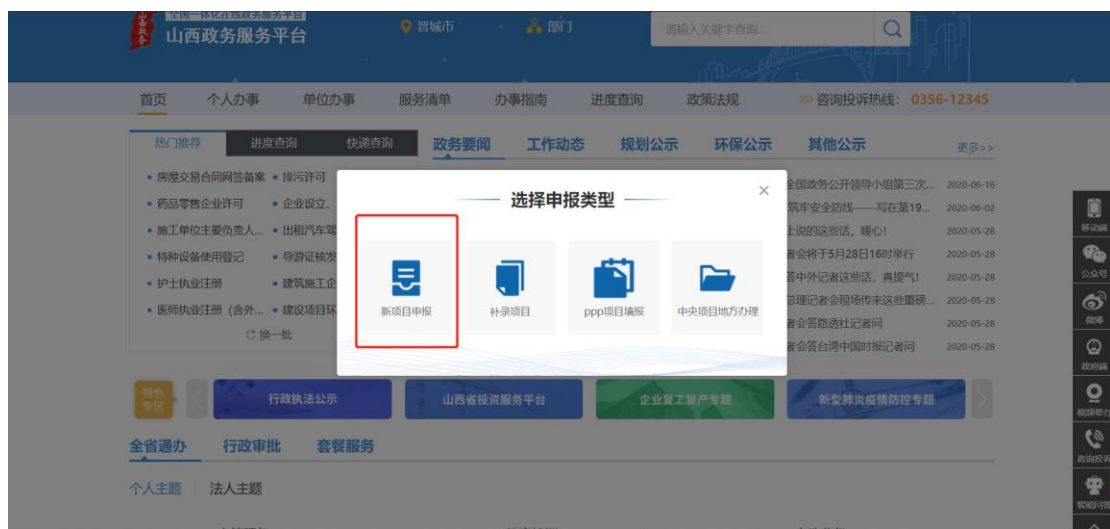 全国一体化在线政务服务平台
山西政务服务平台
晋城市
部门
请输入关键字查询...
首页 个人办事 单位办事 服务清单 办事指南 进度查询 政策法规 >>> 咨询投诉热线：0356-12345
热门推荐 进度查询 快递查询 政务要闻 工作动态 规划公示 环保公示 其他公示 更多>>
• 房屋交易合同网签备案 • 排污许可
全国政务公开领导小组第三次... 2020-06-16
• 药品零售企业许可 • 企业设立、
筑牢安全防线——写在第19... 2020-06-02
• 施工单位主要负责人... • 出租汽车驾
上说的这些话，暖心！ 2020-05-28
• 特种设备使用登记 • 导游证核发
者会将于5月28日16时举行 2020-05-28
• 护士执业注册 • 建筑施工企
答中外记者这些话，真提气！ 2020-05-28
• 医师执业注册（含外... • 建设项目环
总理记者会现场传来这些重磅... 2020-05-28
者会答路透社记者问 2020-05-28
换一批
者会答台湾中国时报记者问 2020-05-28
选择申报类型 ×
新项目申报 补录项目 ppp项目填报 中央项目地方办理
特色专区
行政执法公示 山西省投资服务平台 企业复工复产专题 新型肺炎疫情防控专题
全省通办 行政审批 套餐服务
个人主题 法人主题
移动端
公众号
微博
政府端
视频帮办
咨询投诉
智能问答